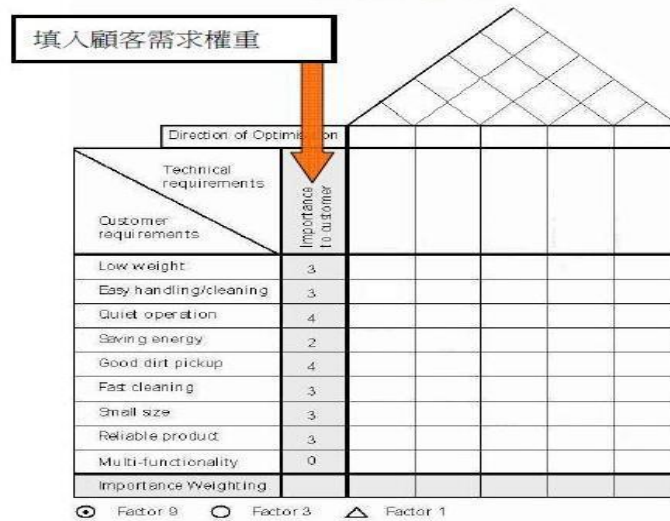 填入顧客需求權重
Direction of Optimisation
Technical
requirements
Customer
requirements
Importance
to customer
Low weight 3
Easy handling/cleaning 3
Quiet operation 4
Saving energy 2
Good dirt pickup 4
Fast cleaning 3
Small size 3
Reliable product 3
Multi-functionality 0
Importance Weighting
Factor 9 Factor 3 Factor 1